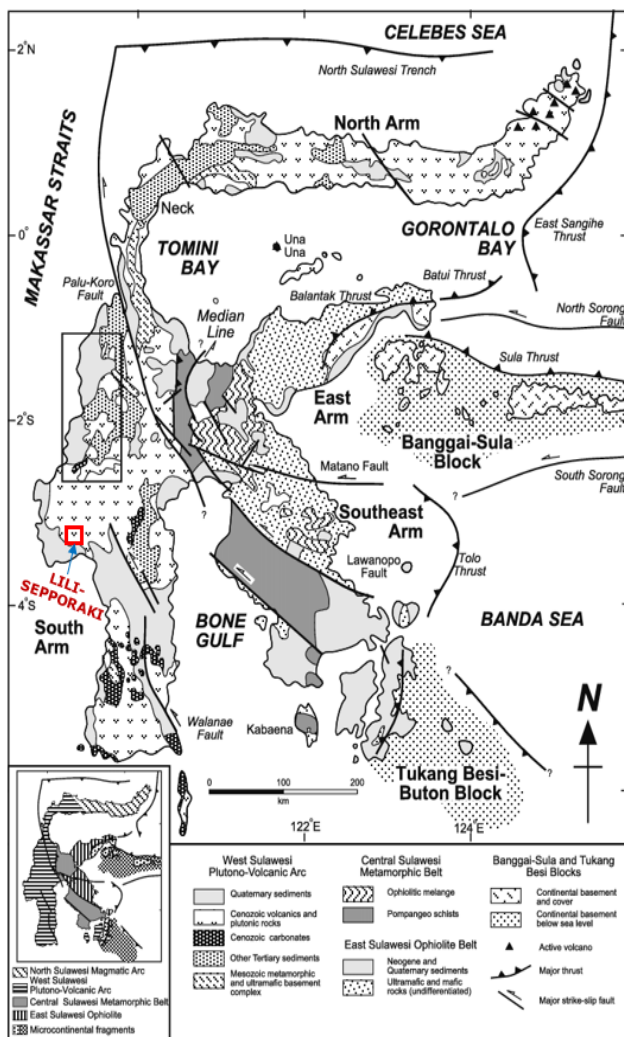 CELEBES SEA
2°N
North Sulawesi Trench
North Arm
MAKASSAR STRAITS
Neck
TOMINI
BAY
Una
Una
GORONTALO
BAY
East Sangihe
Thrust
0°
Palu-Koro
Fault
Batui Thrust
Balantak Thrust
Median
Line
?
North Sorong
Fault
Sula Thrust
East
Arm
2°S
Banggai-Sula
Block
Matano Fault
South Sorong
Fault
?
?
Southeast
Arm
Lawanopo
Fault
Tolo
Thrust
LILI-
SEPPORAKI
4°S
South
Arm
BONE
GULF
BANDA SEA
?
N
Walanae
Fault
Kabaena
?
Tukang Besi-
Buton Block
0 100 200
km
122°E
124°E
North Sulawesi Magmatic Arc
West Sulawesi
Plutono-Volcanic Arc
Central Sulawesi Metamorphic Belt
East Sulawesi Ophiolite
Microcontinental fragments
West Sulawesi
Plutono-Volcanic Arc
Quaternary sediments
Cenozoic volcanics and
plutonic rocks
Cenozoic carbonates
Other Tertiary sediments
Mesozoic metamorphic
and ultramafic basement
complex
Central Sulawesi
Metamorphic Belt
Ophiolitic melange
Pompangeo schists
East Sulawesi Ophiolite Belt
Neogene and
Quaternary sediments
Ultramafic and mafic
rocks (undifferentiated)
Banggai-Sula and Tukang
Besi Blocks
Continental basement
and cover
Continental basement
below sea level
Active volcano
Major thrust
Major strike-slip fault